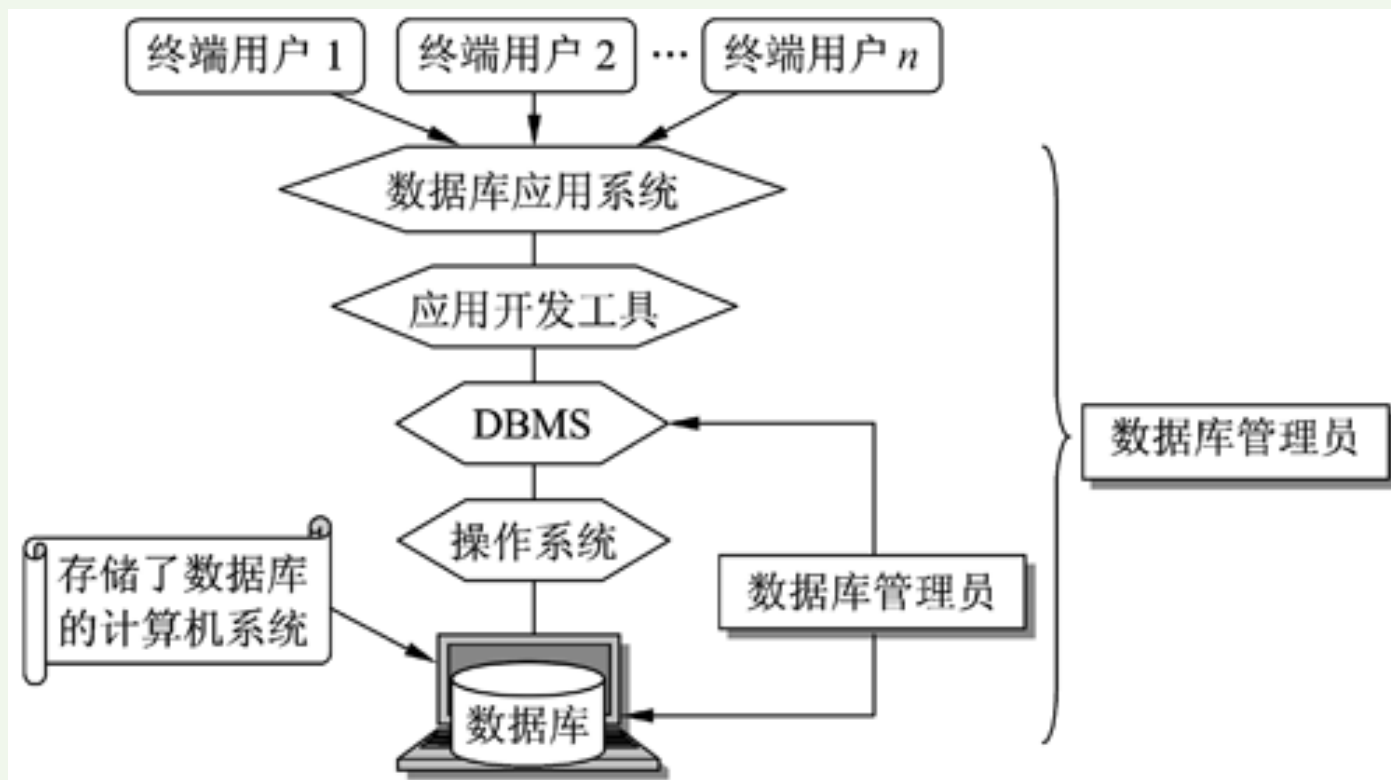 终端用户 1
终端用户 2
…
终端用户 n
数据库应用系统
应用开发工具
DBMS
数据库管理员
操作系统
存储了数据库
的计算机系统
数据库管理员
数据库